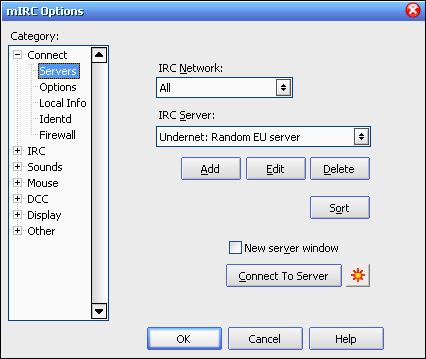 mIRC Options
Category:
Connect
Servers
Options
Local Info
Identd
Firewall
IRC
Sounds
Mouse
DCC
Display
Other
IRC Network:
All
IRC Server:
Undernet: Random EU server
Add Edit Delete
Sort
New server window
Connect To Server
OK Cancel Help